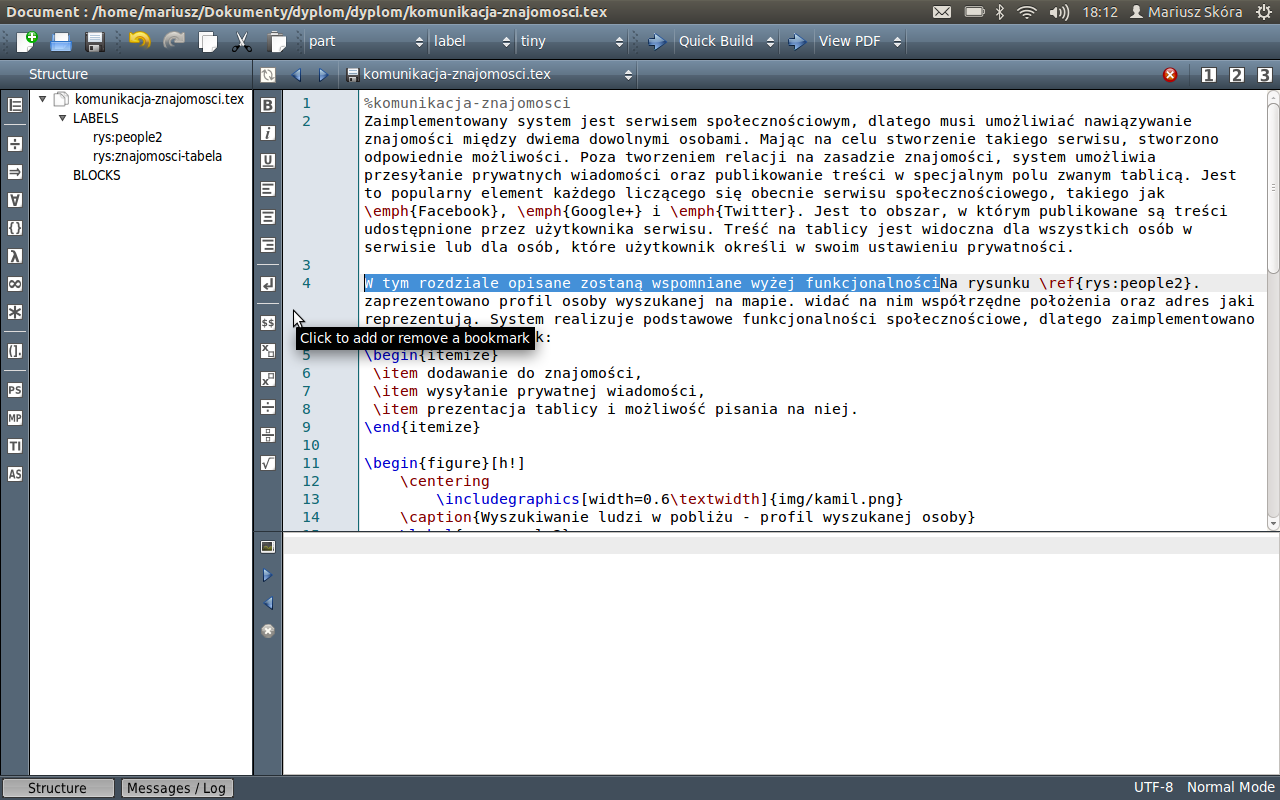 Document : /home/mariusz/Dokumenty/dyplom/dyplom/komunikacja-znajomosci.tex
18:12 Mariusz Skóra
part label tiny Quick Build View PDF
Structure
komunikacja-znajomosci.tex
1 2 3
komunikacja-znajomosci.tex
LABELS
rys:people2
rys:znajomosci-tabela
BLOCKS
1 %komunikacja-znajomosci
2 Zaimplementowany system jest serwisem społecznościowym, dlatego musi umożliwiać nawiązywanie
znajomości między dwiema dowolnymi osobami. Mając na celu stworzenie takiego serwisu, stworzono
odpowiednie możliwości. Poza tworzeniem relacji na zasadzie znajomości, system umożliwia
przesyłanie prywatnych wiadomości oraz publikowanie treści w specjalnym polu zwanym tablicą. Jest
to popularny element każdego liczącego się obecnie serwisu społecznościowego, takiego jak
\emph{Facebook}, \emph{Google+} i \emph{Twitter}. Jest to obszar, w którym publikowane są treści
udostępnione przez użytkownika serwisu. Treść na tablicy jest widoczna dla wszystkich osób w
serwisie lub dla osób, które użytkownik określi w swoim ustawieniu prywatności.
3
4 W tym rozdziale opisane zostaną wspomniane wyżej funkcjonalnościNa rysunku \ref{rys:people2}.
zaprezentowano profil osoby wyszukanej na mapie. widać na nim współrzędne położenia oraz adres jaki
reprezentują. System realizuje podstawowe funkcjonalności społecznościowe, dlatego zaimplementowano
Click to add or remove a bookmark k:
5 \begin{itemize}
6 \item dodawanie do znajomości,
7 \item wysyłanie prywatnej wiadomości,
8 \item prezentacja tablicy i możliwość pisania na niej.
9 \end{itemize}
10
11 \begin{figure}[h!]
12 \centering
13 \includegraphics[width=0.6\textwidth]{img/kamil.png}
14 \caption{Wyszukiwanie ludzi w pobliżu - profil wyszukanej osoby}
B
i
U
$$
PS
MP
TI
AS
Structure Messages / Log UTF-8 Normal Mode